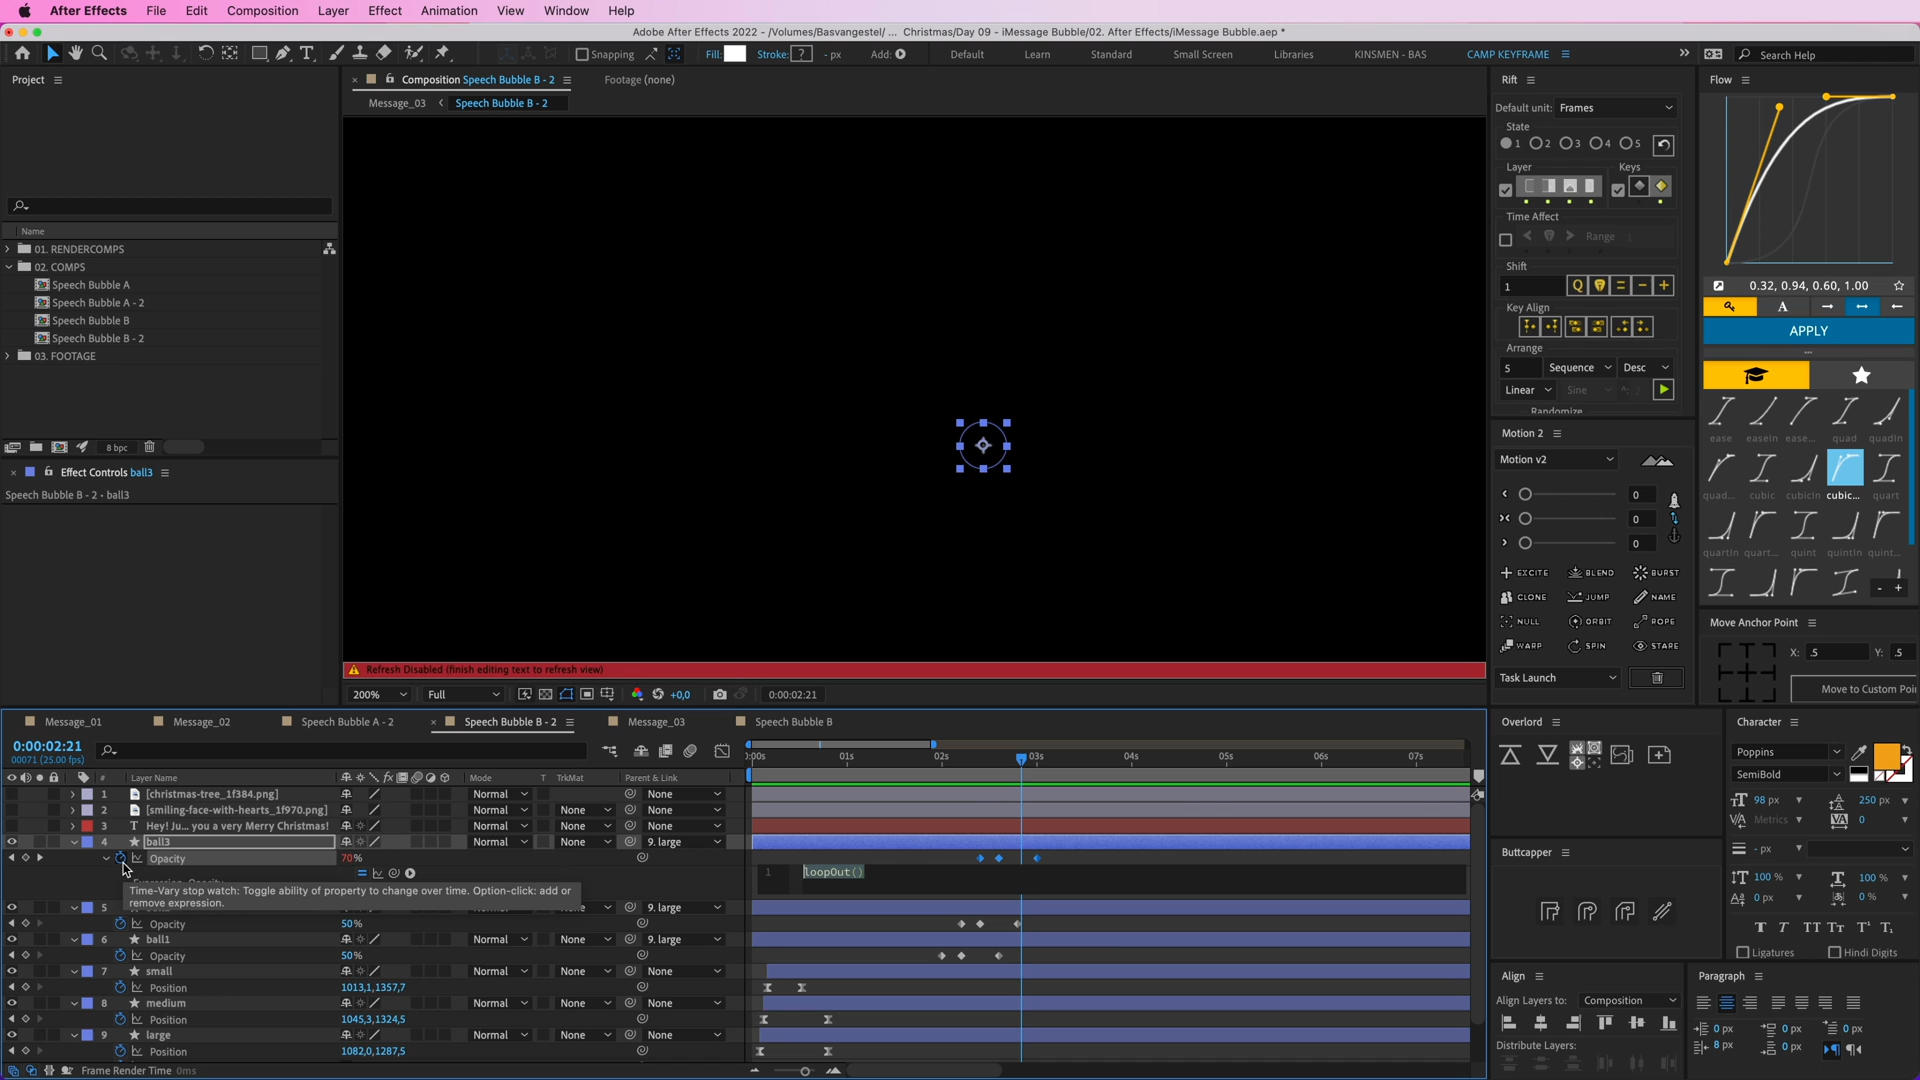 After Effects File Edit Composition Layer Effect Animation View Window Help
Adobe After Effects 2022 - /Volumes/Basvangestel/ ... Christmas/Day 09 - iMessage Bubble/02. After Effects/iMessage Bubble.aep *
Snapping Fill: Stroke: ? - px Add: Default Learn Standard Small Screen Libraries KINSMEN - BAS CAMP KEYFRAME Search Help
Project
Composition Speech Bubble B - 2
Footage (none)
Message_03 Speech Bubble B - 2
Name
01. RENDERCOMPS
02. COMPS
Speech Bubble A
Speech Bubble A - 2
Speech Bubble B
Speech Bubble B - 2
03. FOOTAGE
8 bpc
Effect Controls ball3
Speech Bubble B - 2 • ball3
Refresh Disabled (finish editing text to refresh view)
200% Full +0,0 0:00:02:21
Rift
Default unit: Frames
State
1 2 3 4 5
Layer Keys
Time Affect
Range 1
Shift
1 Q
Key Align
Arrange
5 Sequence Desc
Linear Sine
Randomize
Flow
0.32, 0.94, 0.60, 1.00
A
APPLY
ease easeIn ease... quad quadIn
quad... cubic cubicIn cubic... quart
quartIn quart... quint quintIn quint...
Motion 2
Motion v2
0
0
0
EXCITE BLEND BURST
CLONE JUMP NAME
NULL ORBIT ROPE
WARP SPIN STARE
Task Launch
Move Anchor Point
X: .5 Y: .5
Move to Custom Poi
Message_01 Message_02 Speech Bubble A - 2 Speech Bubble B - 2 Message_03 Speech Bubble B
0:00:02:21
00071 (25.00 fps)
:00s 01s 02s 03s 04s 05s 06s 07s
# Layer Name Mode T TrkMat Parent & Link
1 [christmas-tree_1f384.png] Normal None
2 [smiling-face-with-hearts_1f970.png] Normal None None
3 T Hey! Ju... you a very Merry Christmas! Normal None None
4 ball3 Normal None 9. large
Opacity 70%
1 loopOut()
Time-Vary stop watch: Toggle ability of property to change over time. Option-click: add or
remove expression.
5 9. large
Opacity 50%
6 ball1 Normal None 9. large
Opacity 50%
7 small Normal None None
Position 1013,1,1357,7
8 medium Normal None None
Position 1045,3,1324,5
9 large Normal None None
Position 1082,0,1287,5
Frame Render Time 0ms
Overlord
Buttcapper
Align
Align Layers to: Composition
Distribute Layers:
Character
Poppins
SemiBold
98 px 250 px
Metrics 0
- px
100% 100%
0 px 0%
T T TT Tт T¹ T₁
Ligatures Hindi Digits
Paragraph
0 px 0 px 0 px
8 px 0 px